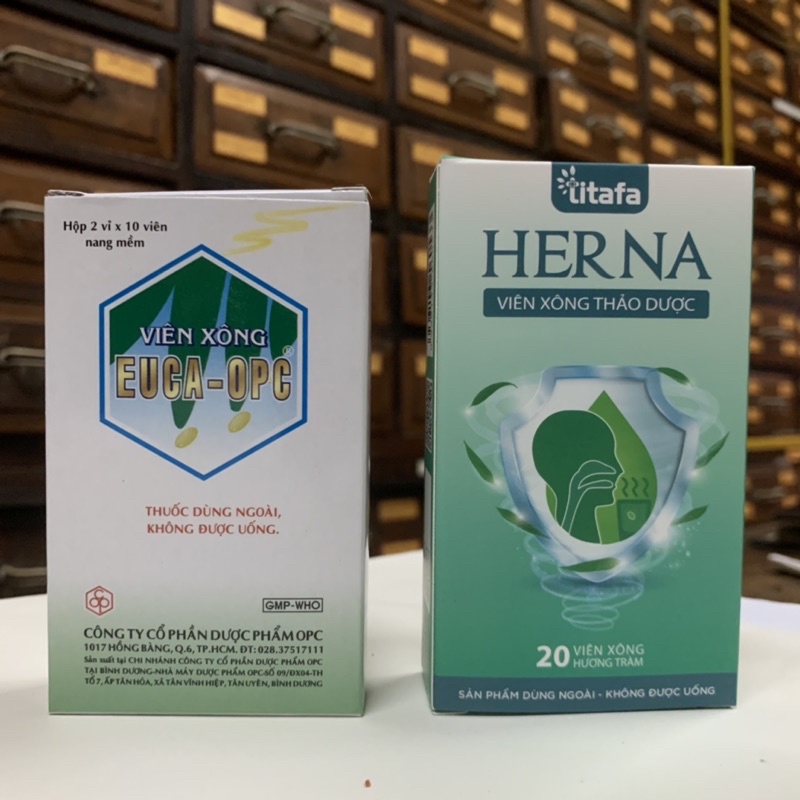 Hộp 2 vỉ x 10 viên
nang mềm
VIÊN XÔNG
EUCA-OPC®
THUỐC DÙNG NGOÀI,
KHÔNG ĐƯỢC UỐNG.
OPC
GMP-WHO
CÔNG TY CỔ PHẦN DƯỢC PHẨM OPC
1017 HỒNG BÀNG, Q.6, TP.HCM. ĐT: 028.37517111
Sản xuất tại CHI NHÁNH CÔNG TY CỔ PHẦN DƯỢC PHẨM OPC
TẠI BÌNH DƯƠNG-NHÀ MÁY DƯỢC PHẨM OPC-SỐ 09/ĐX04-TH
TỔ 7, ẤP TÂN HÓA, XÃ TÂN VĨNH HIỆP, TÂN UYÊN, BÌNH DƯƠNG
titafa
HERNA
VIÊN XÔNG THẢO DƯỢC
20 VIÊN XÔNG
HƯƠNG TRÀM
SẢN PHẨM DÙNG NGOÀI - KHÔNG ĐƯỢC UỐNG